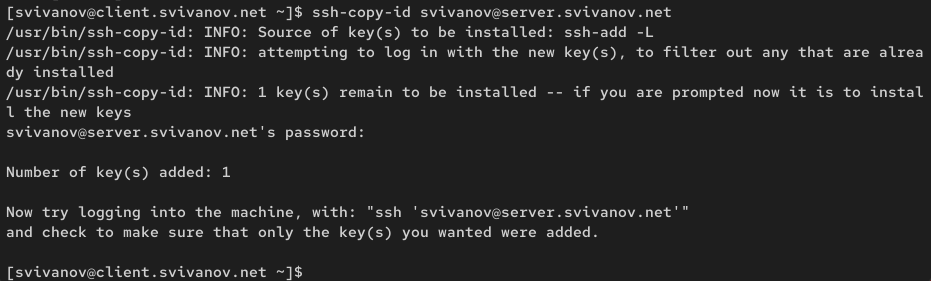 [svivanov@client.svivanov.net ~]$ ssh-copy-id svivanov@server.svivanov.net
/usr/bin/ssh-copy-id: INFO: Source of key(s) to be installed: ssh-add -L
/usr/bin/ssh-copy-id: INFO: attempting to log in with the new key(s), to filter out any that are alrea
dy installed
/usr/bin/ssh-copy-id: INFO: 1 key(s) remain to be installed -- if you are prompted now it is to instal
l the new keys
svivanov@server.svivanov.net's password:
Number of key(s) added: 1
Now try logging into the machine, with: "ssh 'svivanov@server.svivanov.net'"
and check to make sure that only the key(s) you wanted were added.
[svivanov@client.svivanov.net ~]$